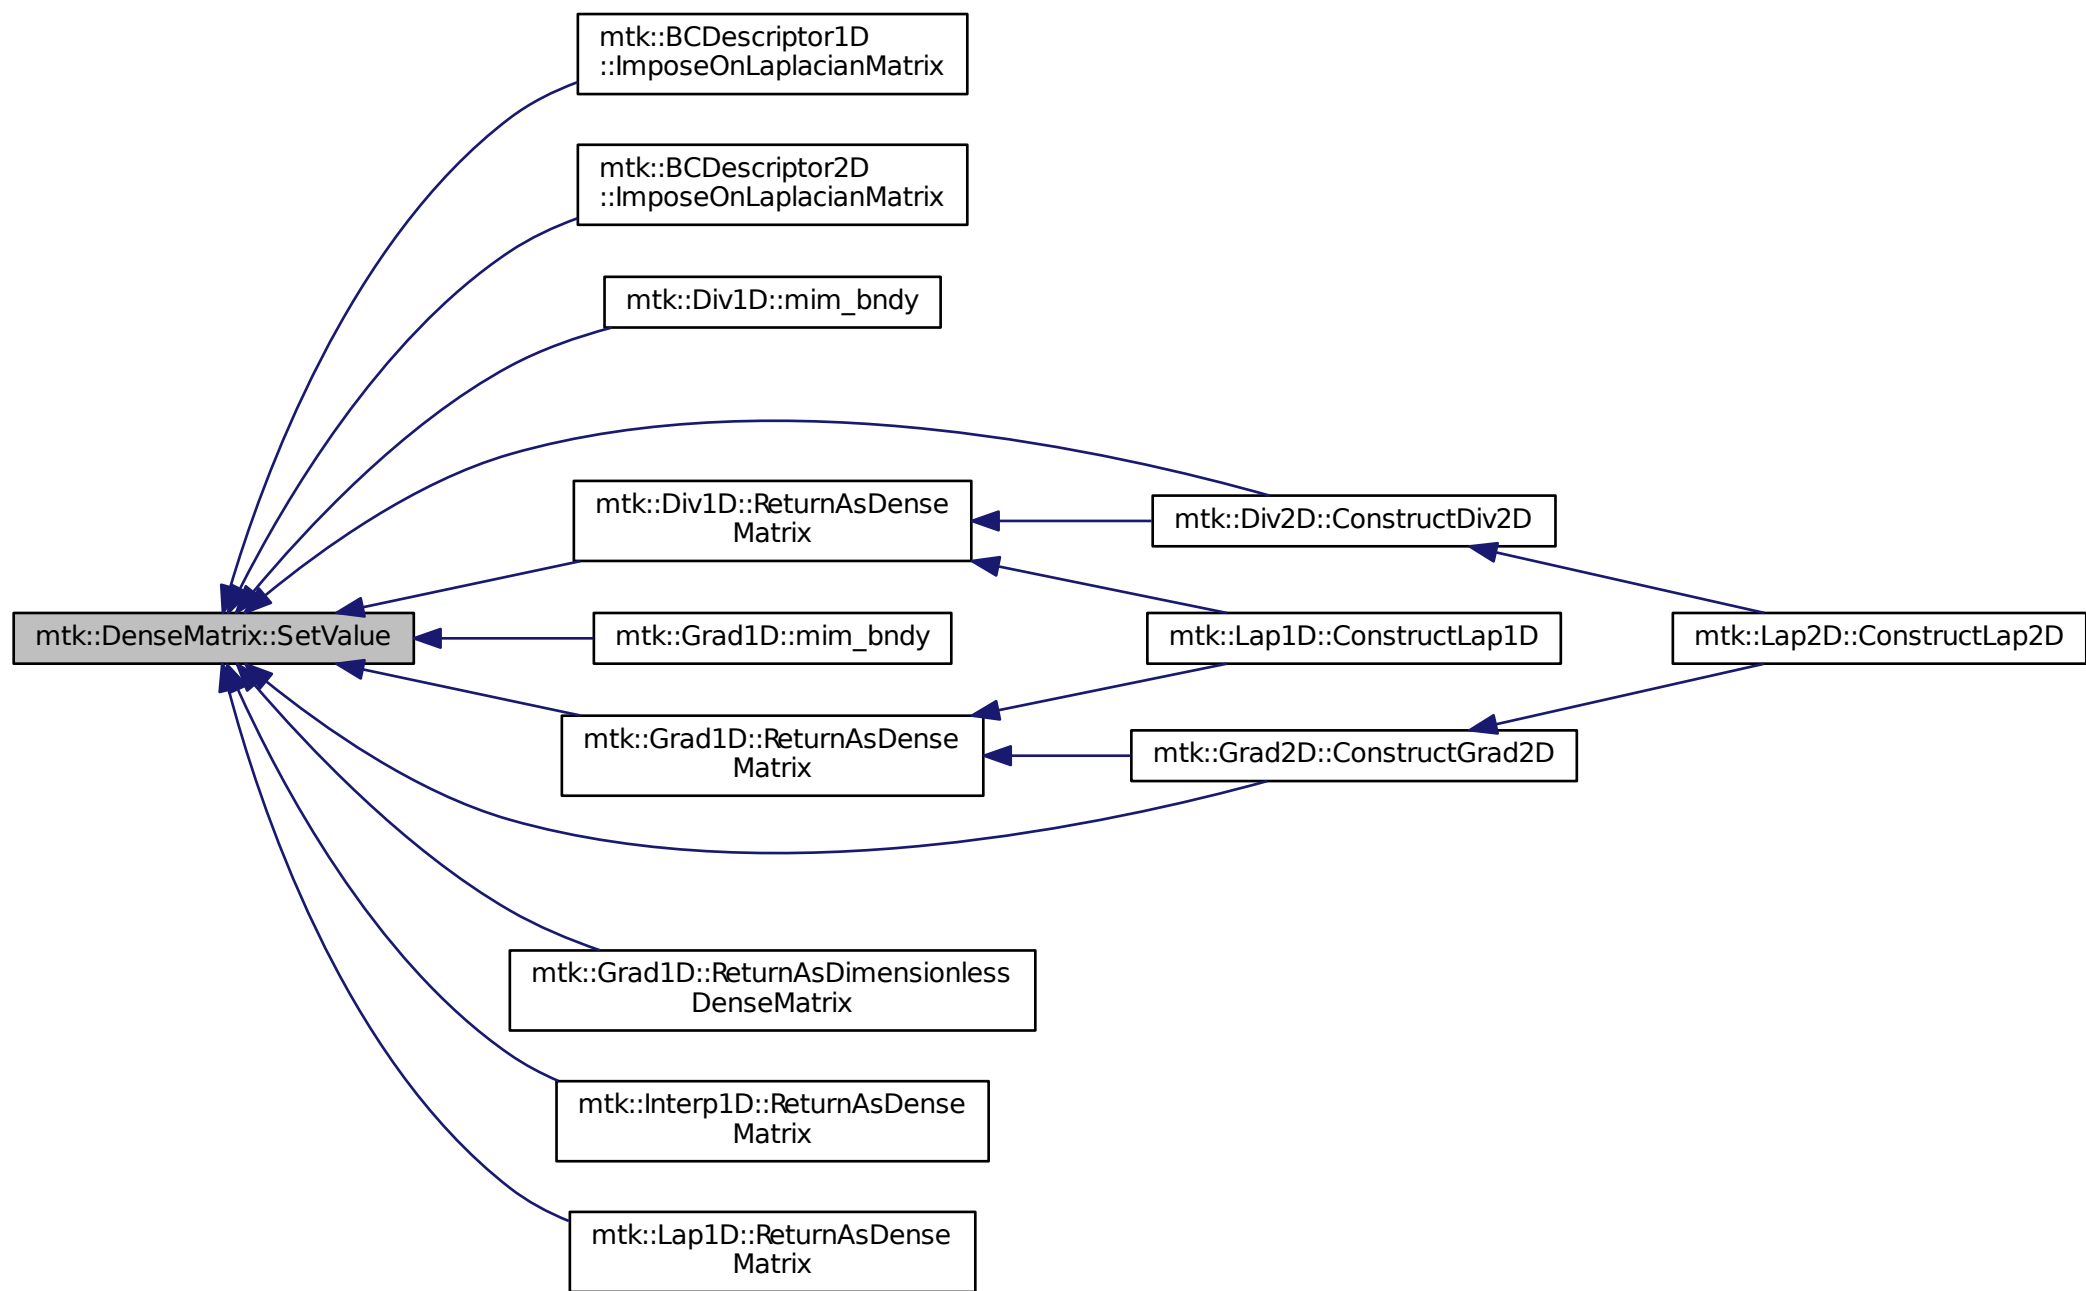 mtk::BCDescriptor1D
::ImposeOnLaplacianMatrix
mtk::BCDescriptor2D
::ImposeOnLaplacianMatrix
mtk::Div1D::mim_bndy
mtk::Div1D::ReturnAsDense
Matrix
mtk::Div2D::ConstructDiv2D
mtk::DenseMatrix::SetValue
mtk::Grad1D::mim_bndy
mtk::Lap1D::ConstructLap1D
mtk::Lap2D::ConstructLap2D
mtk::Grad1D::ReturnAsDense
Matrix
mtk::Grad2D::ConstructGrad2D
mtk::Grad1D::ReturnAsDimensionless
DenseMatrix
mtk::Interp1D::ReturnAsDense
Matrix
mtk::Lap1D::ReturnAsDense
Matrix